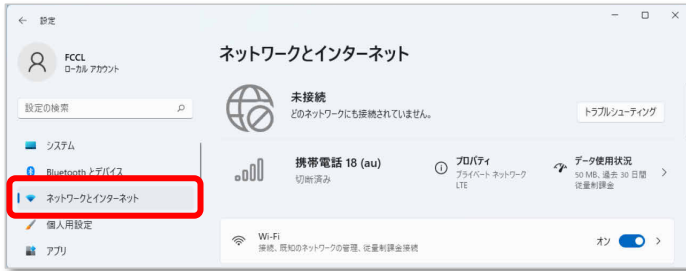 ← 設定
FCCL
ローカル アカウント
設定の検索
システム
Bluetooth とデバイス
ネットワークとインターネット
個人用設定
アプリ
ネットワークとインターネット
未接続
どのネットワークにも接続されていません。
トラブルシューティング
携帯電話 18 (au)
切断済み
プロパティ
プライベート ネットワーク
LTE
データ使用状況
50 MB、過去 30 日間
従量制課金
Wi-Fi
接続、既知のネットワークの管理、従量制課金接続
オン